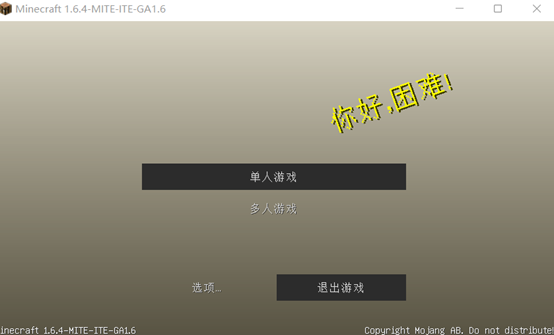 Minecraft 1.6.4-MITE-ITE-GA1.6
你好,困难!
单人游戏
多人游戏
选项...
退出游戏
inecraft 1.6.4-MITE-ITE-GA1.6
Copyright Mojang AB. Do not distribute!